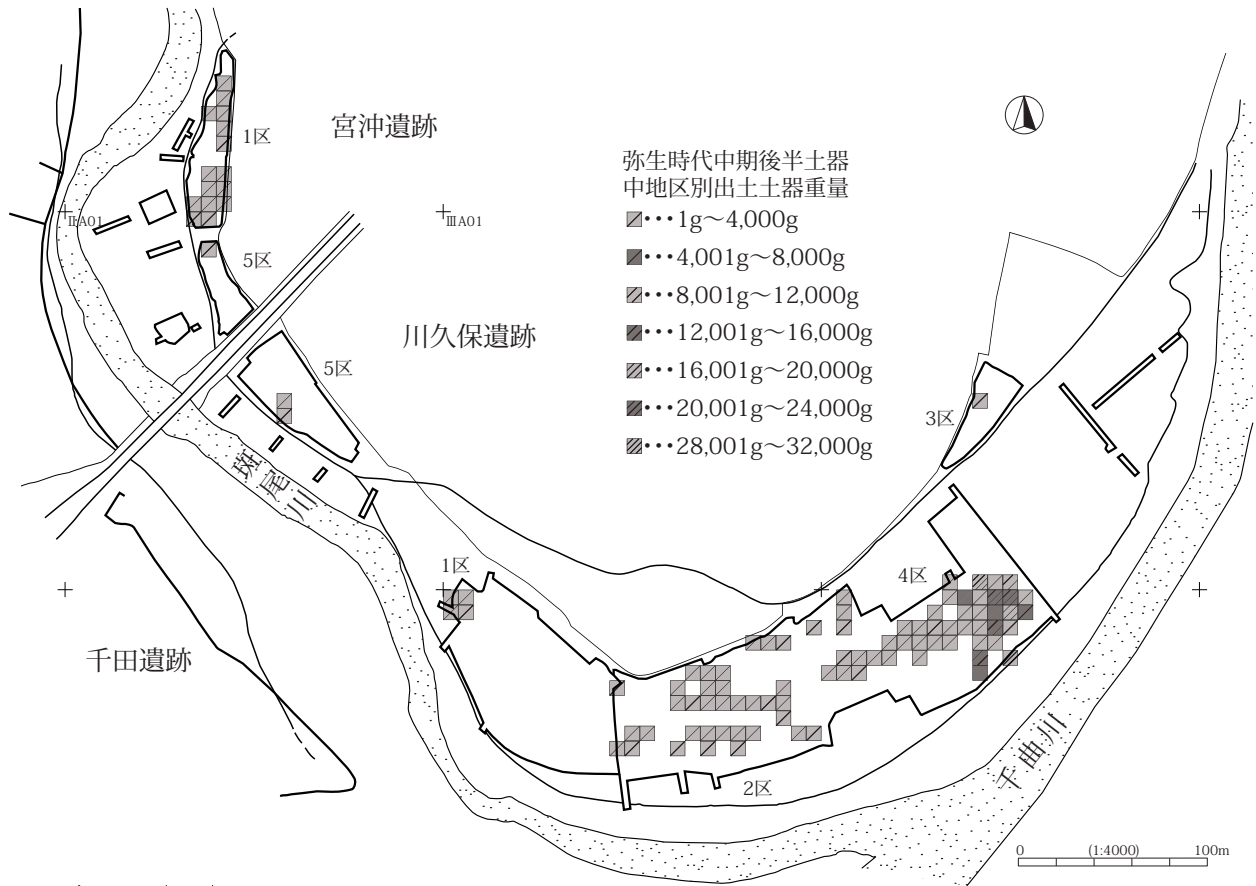 宮沖遺跡
1区
ⅡA01
ⅢA01
5区
川久保遺跡
5区
弥生時代中期後半土器
中地区別出土土器重量
・・・1g～4,000g
・・・4,001g～8,000g
・・・8,001g～12,000g
・・・12,001g～16,000g
・・・16,001g～20,000g
・・・20,001g～24,000g
・・・28,001g～32,000g
3区
斑尾川
1区
4区
千田遺跡
2区
千曲川
0 (1:4000) 100m